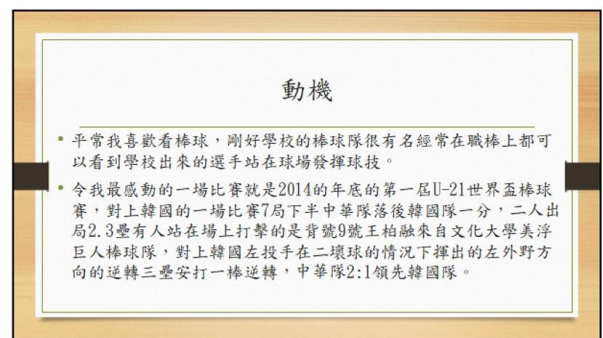 動機
• 平常我喜歡看棒球，剛好學校的棒球隊很有名經常在職棒上都可
以看到學校出來的選手站在球場發揮球技。
• 令我最感動的一場比賽就是2014的年底的第一屆U-21世界盃棒球
賽，對上韓國的一場比賽7局下半中華隊落後韓國隊一分，二人出
局2.3壘有人站在場上打擊的是背號9號王柏融來自文化大學美浮
巨人棒球隊，對上韓國左投手在二壞球的情況下揮出的左外野方
向的逆轉三壘安打一棒逆轉，中華隊2:1領先韓國隊。